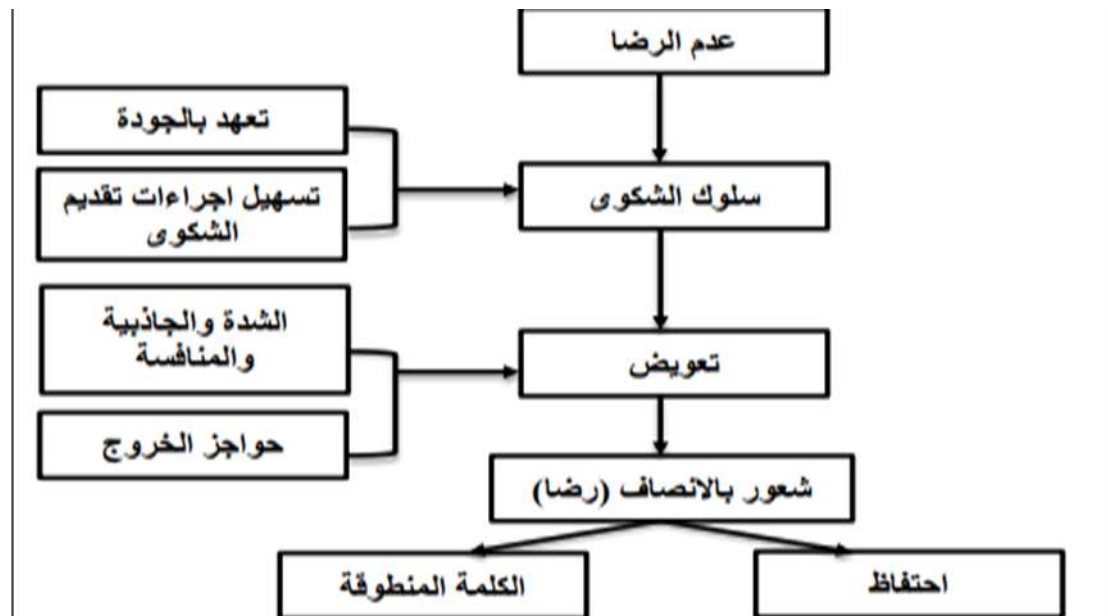 عدم الرضا
تعهد بالجودة
تسهيل اجراءات تقديم
الشكوى
سلوك الشكوى
الشدة والجاذبية
والمنافسة
تعويض
حواجز الخروج
شعور بالانصاف (رضا)
احتفاظ
الكلمة المنطوقة